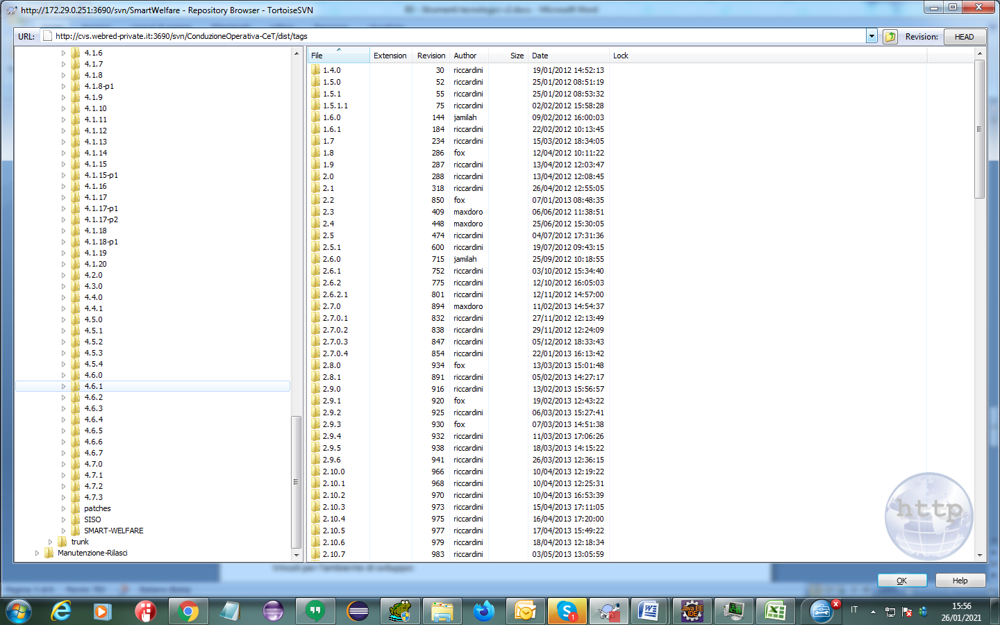 http://172.29.0.251:3690/svn/SmartWelfare - Repository Browser - TortoiseSVN
URL: http://cvs.webred-private.it:3690/svn/ConduzioneOperativa-CeT/dist/tags Revision: HEAD
4.1.6
4.1.7
4.1.8
4.1.8-p1
4.1.9
4.1.10
4.1.11
4.1.12
4.1.13
4.1.14
4.1.15
4.1.15-p1
4.1.16
4.1.17
4.1.17-p1
4.1.17-p2
4.1.18
4.1.18-p1
4.1.19
4.1.20
4.2.0
4.3.0
4.4.0
4.4.1
4.5.0
4.5.1
4.5.2
4.5.3
4.5.4
4.6.0
4.6.1
4.6.2
4.6.3
4.6.4
4.6.5
4.6.6
4.6.7
4.7.0
4.7.1
4.7.2
4.7.3
patches
SISO
SMART-WELFARE
trunk
Manutenzione-Rilasci
File Extension Revision Author Size Date Lock
1.4.0 30 riccardini 19/01/2012 14:52:13
1.5.0 52 riccardini 25/01/2012 08:51:19
1.5.1 55 riccardini 25/01/2012 08:53:32
1.5.1.1 75 riccardini 02/02/2012 15:58:28
1.6.0 144 jamilah 09/02/2012 16:00:03
1.6.1 184 riccardini 22/02/2012 10:13:45
1.7 234 riccardini 15/03/2012 18:34:05
1.8 286 fox 12/04/2012 10:11:22
1.9 287 riccardini 13/04/2012 12:03:47
2.0 288 riccardini 13/04/2012 12:08:45
2.1 318 riccardini 26/04/2012 12:55:05
2.2 850 fox 07/01/2013 08:48:35
2.3 409 maxdoro 06/06/2012 11:38:51
2.4 448 maxdoro 25/06/2012 15:30:05
2.5 474 riccardini 04/07/2012 17:31:36
2.5.1 600 riccardini 19/07/2012 09:43:15
2.6.0 715 jamilah 25/09/2012 10:18:55
2.6.1 752 riccardini 03/10/2012 15:34:40
2.6.2 775 riccardini 12/10/2012 16:05:03
2.6.2.1 801 riccardini 12/11/2012 14:57:00
2.7.0 894 maxdoro 11/02/2013 14:54:37
2.7.0.1 832 riccardini 27/11/2012 12:13:49
2.7.0.2 838 riccardini 29/11/2012 12:24:09
2.7.0.3 847 riccardini 05/12/2012 18:33:43
2.7.0.4 854 riccardini 22/01/2013 16:13:42
2.8.0 934 fox 13/03/2013 15:01:48
2.8.1 891 riccardini 05/02/2013 14:27:17
2.9.0 916 riccardini 13/02/2013 15:56:57
2.9.1 920 fox 19/02/2013 12:43:22
2.9.2 925 riccardini 06/03/2013 15:27:41
2.9.3 930 fox 07/03/2013 14:51:38
2.9.4 932 riccardini 11/03/2013 17:06:26
2.9.5 938 riccardini 18/03/2013 14:15:22
2.9.6 941 riccardini 26/03/2013 12:36:15
2.10.0 966 riccardini 10/04/2013 12:19:22
2.10.1 968 riccardini 10/04/2013 12:25:31
2.10.2 970 riccardini 10/04/2013 16:53:39
2.10.3 973 riccardini 15/04/2013 17:11:05
2.10.4 975 riccardini 16/04/2013 17:20:00
2.10.5 977 riccardini 17/04/2013 15:49:22
2.10.6 979 riccardini 18/04/2013 12:18:34
2.10.7 983 riccardini 03/05/2013 13:05:59
http
OK Help
Java EE
IDE
1
IT
15:56
26/01/2021